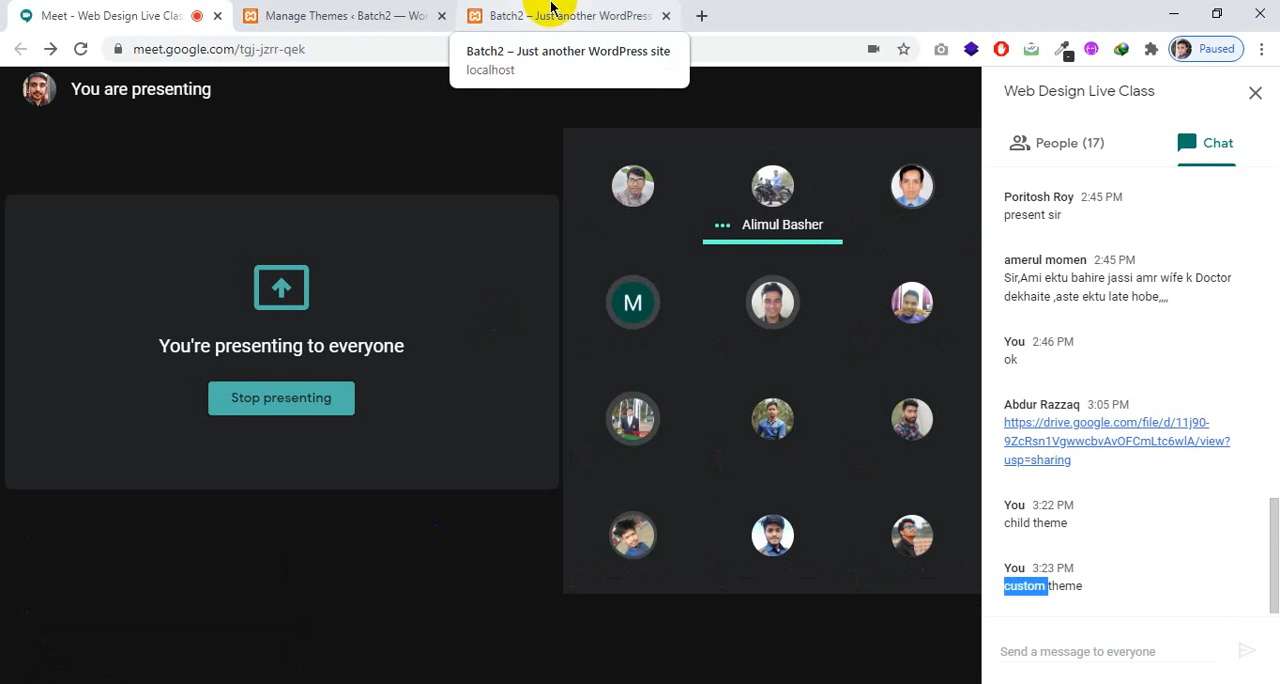 Meet - Web Design Live Clas
Manage Themes ‹ Batch2 — Wor
Batch2 – Just another WordPress
meet.google.com/tgj-jzrr-qek
Paused
Batch2 – Just another WordPress site
localhost
You are presenting
You're presenting to everyone
Stop presenting
Alimul Basher
M
Web Design Live Class
People (17)
Chat
Poritosh Roy 2:45 PM
present sir
amerul momen 2:45 PM
Sir,Ami ektu bahire jassi amr wife k Doctor
dekhaite ,aste ektu late hobe,,,,
You 2:46 PM
ok
Abdur Razzaq 3:05 PM
https://drive.google.com/file/d/11j90-
9ZcRsn1VgwwcbvAvOFCmLtc6wlA/view?
usp=sharing
You 3:22 PM
child theme
You 3:23 PM
custom theme
Send a message to everyone